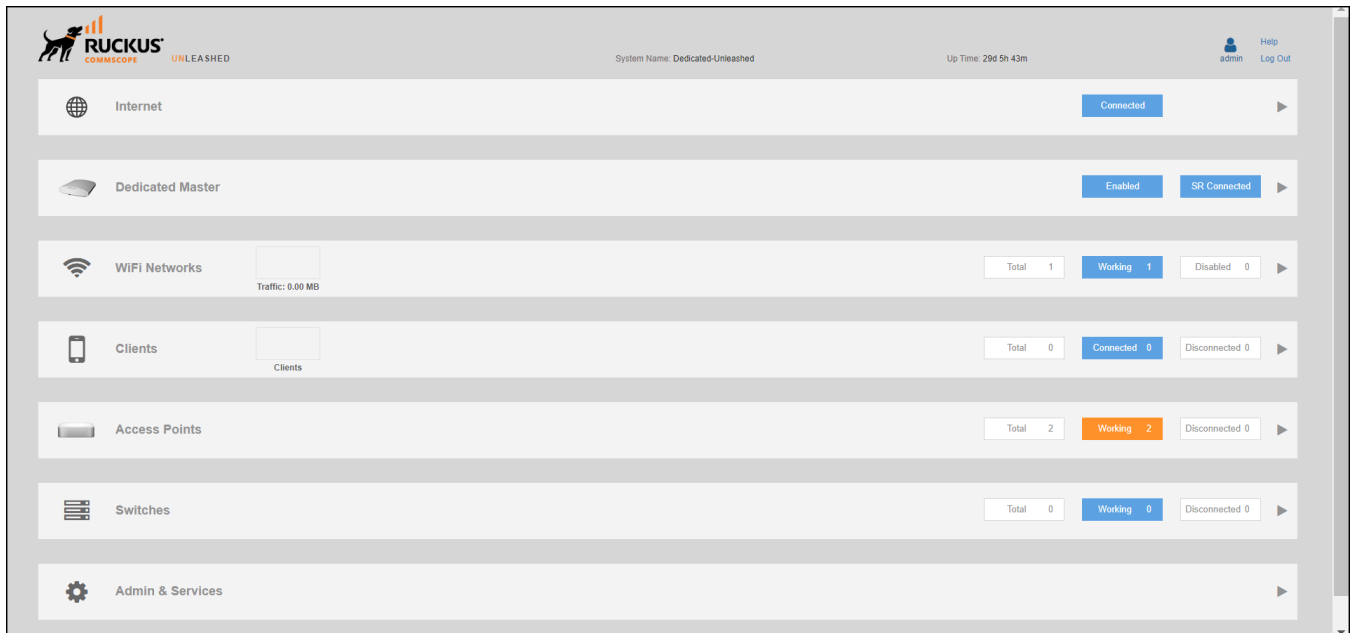 RUCKUS
COMMSCOPE
UNLEASHED
System Name: Dedicated-Unleashed
Up Time: 29d 5h 43m
admin
Help
Log Out
Internet
Connected
Dedicated Master
Enabled
SR Connected
WiFi Networks
Traffic: 0.00 MB
Total 1
Working 1
Disabled 0
Clients
Clients
Total 0
Connected 0
Disconnected 0
Access Points
Total 2
Working 2
Disconnected 0
Switches
Total 0
Working 0
Disconnected 0
Admin & Services